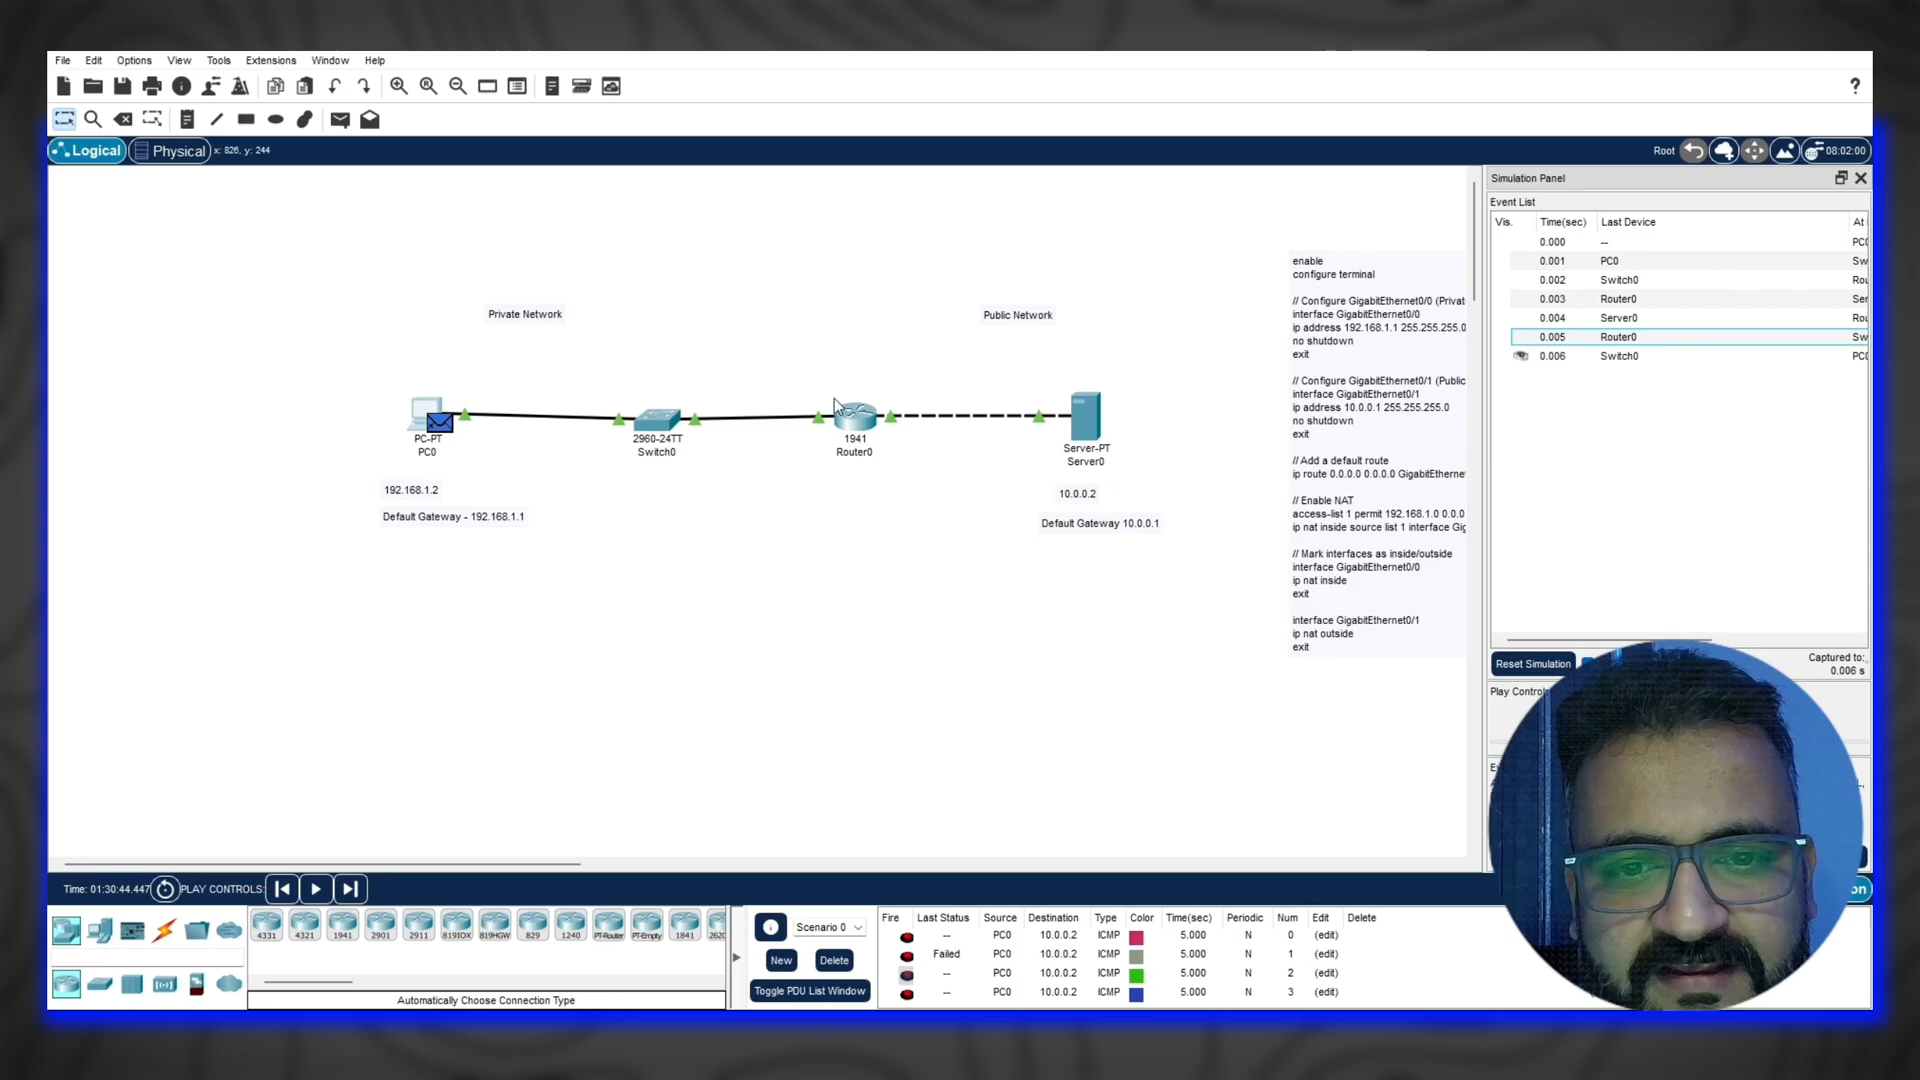 File Edit Options View Tools Extensions Window Help
Logical Physical x: 826, y: 244
Root 08:02:00
Private Network
Public Network
PC-PT
PC0
2960-24TT
Switch0
1941
Router0
Server-PT
Server0
192.168.1.2
Default Gateway - 192.168.1.1
10.0.0.2
Default Gateway 10.0.0.1
enable
configure terminal
// Configure GigabitEthernet0/0 (Privat
interface GigabitEthernet0/0
ip address 192.168.1.1 255.255.255.0
no shutdown
exit
// Configure GigabitEthernet0/1 (Public
interface GigabitEthernet0/1
ip address 10.0.0.1 255.255.255.0
no shutdown
exit
// Add a default route
ip route 0.0.0.0 0.0.0.0 GigabitEthernet
// Enable NAT
access-list 1 permit 192.168.1.0 0.0.0
ip nat inside source list 1 interface Gig
// Mark interfaces as inside/outside
interface GigabitEthernet0/0
ip nat inside
exit
interface GigabitEthernet0/1
ip nat outside
exit
Simulation Panel
Event List
Vis. Time(sec) Last Device At
0.000 -- PC0
0.001 PC0 Sw
0.002 Switch0 Rou
0.003 Router0 Ser
0.004 Server0 Rou
0.005 Router0 Sw
0.006 Switch0 PC0
Reset Simulation
Captured to:
0.006 s
Play Control
Time: 01:30:44.447 PLAY CONTROLS:
4331 4321 1941 2901 2911 819IOX 819HGW 829 1240 PT-Router PT-Empty 1841 2620
Automatically Choose Connection Type
Scenario 0
New Delete
Toggle PDU List Window
Fire Last Status Source Destination Type Color Time(sec) Periodic Num Edit Delete
-- PC0 10.0.0.2 ICMP 5.000 N 0 (edit)
Failed PC0 10.0.0.2 ICMP 5.000 N 1 (edit)
-- PC0 10.0.0.2 ICMP 5.000 N 2 (edit)
-- PC0 10.0.0.2 ICMP 5.000 N 3 (edit)